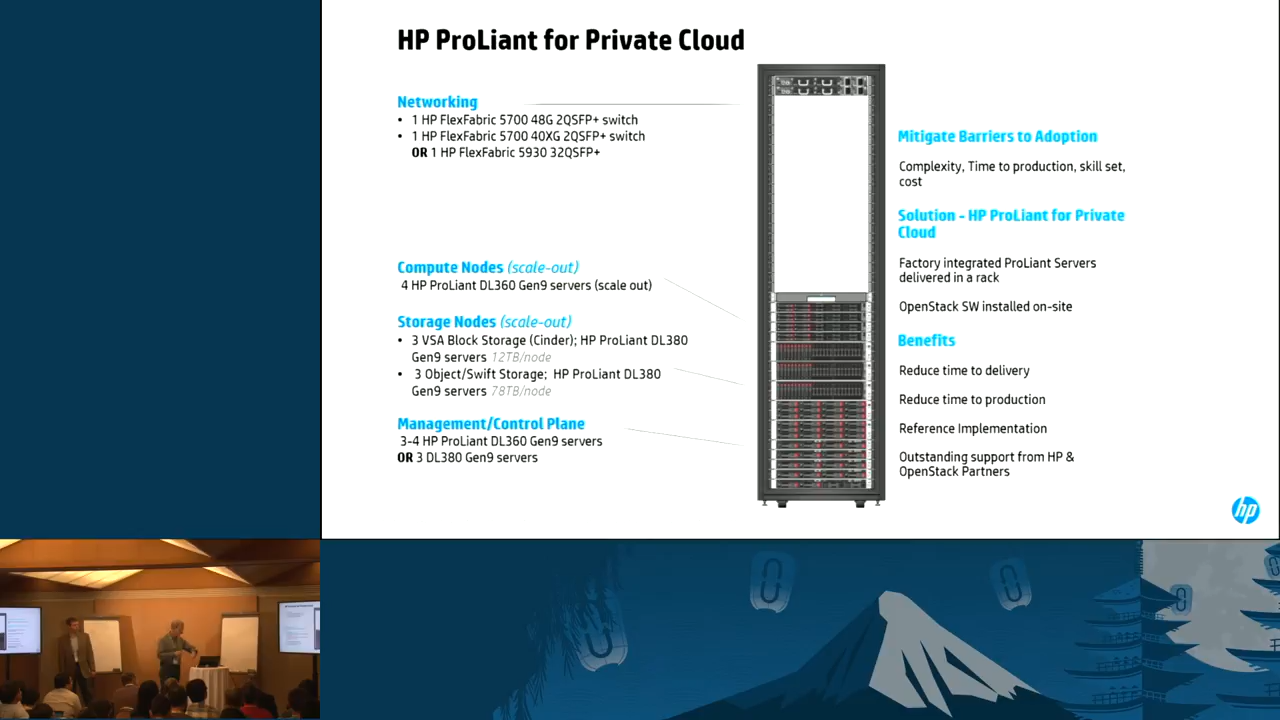 HP ProLiant for Private Cloud
Networking
• 1 HP FlexFabric 5700 48G 2QSFP+ switch
• 1 HP FlexFabric 5700 40XG 2QSFP+ switch
OR 1 HP FlexFabric 5930 32QSFP+
Compute Nodes (scale-out)
4 HP ProLiant DL360 Gen9 servers (scale out)
Storage Nodes (scale-out)
• 3 VSA Block Storage (Cinder); HP ProLiant DL380
Gen9 servers 12TB/node
• 3 Object/Swift Storage; HP ProLiant DL380
Gen9 servers 78TB/node
Management/Control Plane
3-4 HP ProLiant DL360 Gen9 servers
OR 3 DL380 Gen9 servers
Mitigate Barriers to Adoption
Complexity, Time to production, skill set,
cost
Solution - HP ProLiant for Private
Cloud
Factory integrated ProLiant Servers
delivered in a rack
OpenStack SW installed on-site
Benefits
Reduce time to delivery
Reduce time to production
Reference Implementation
Outstanding support from HP &
OpenStack Partners
hp